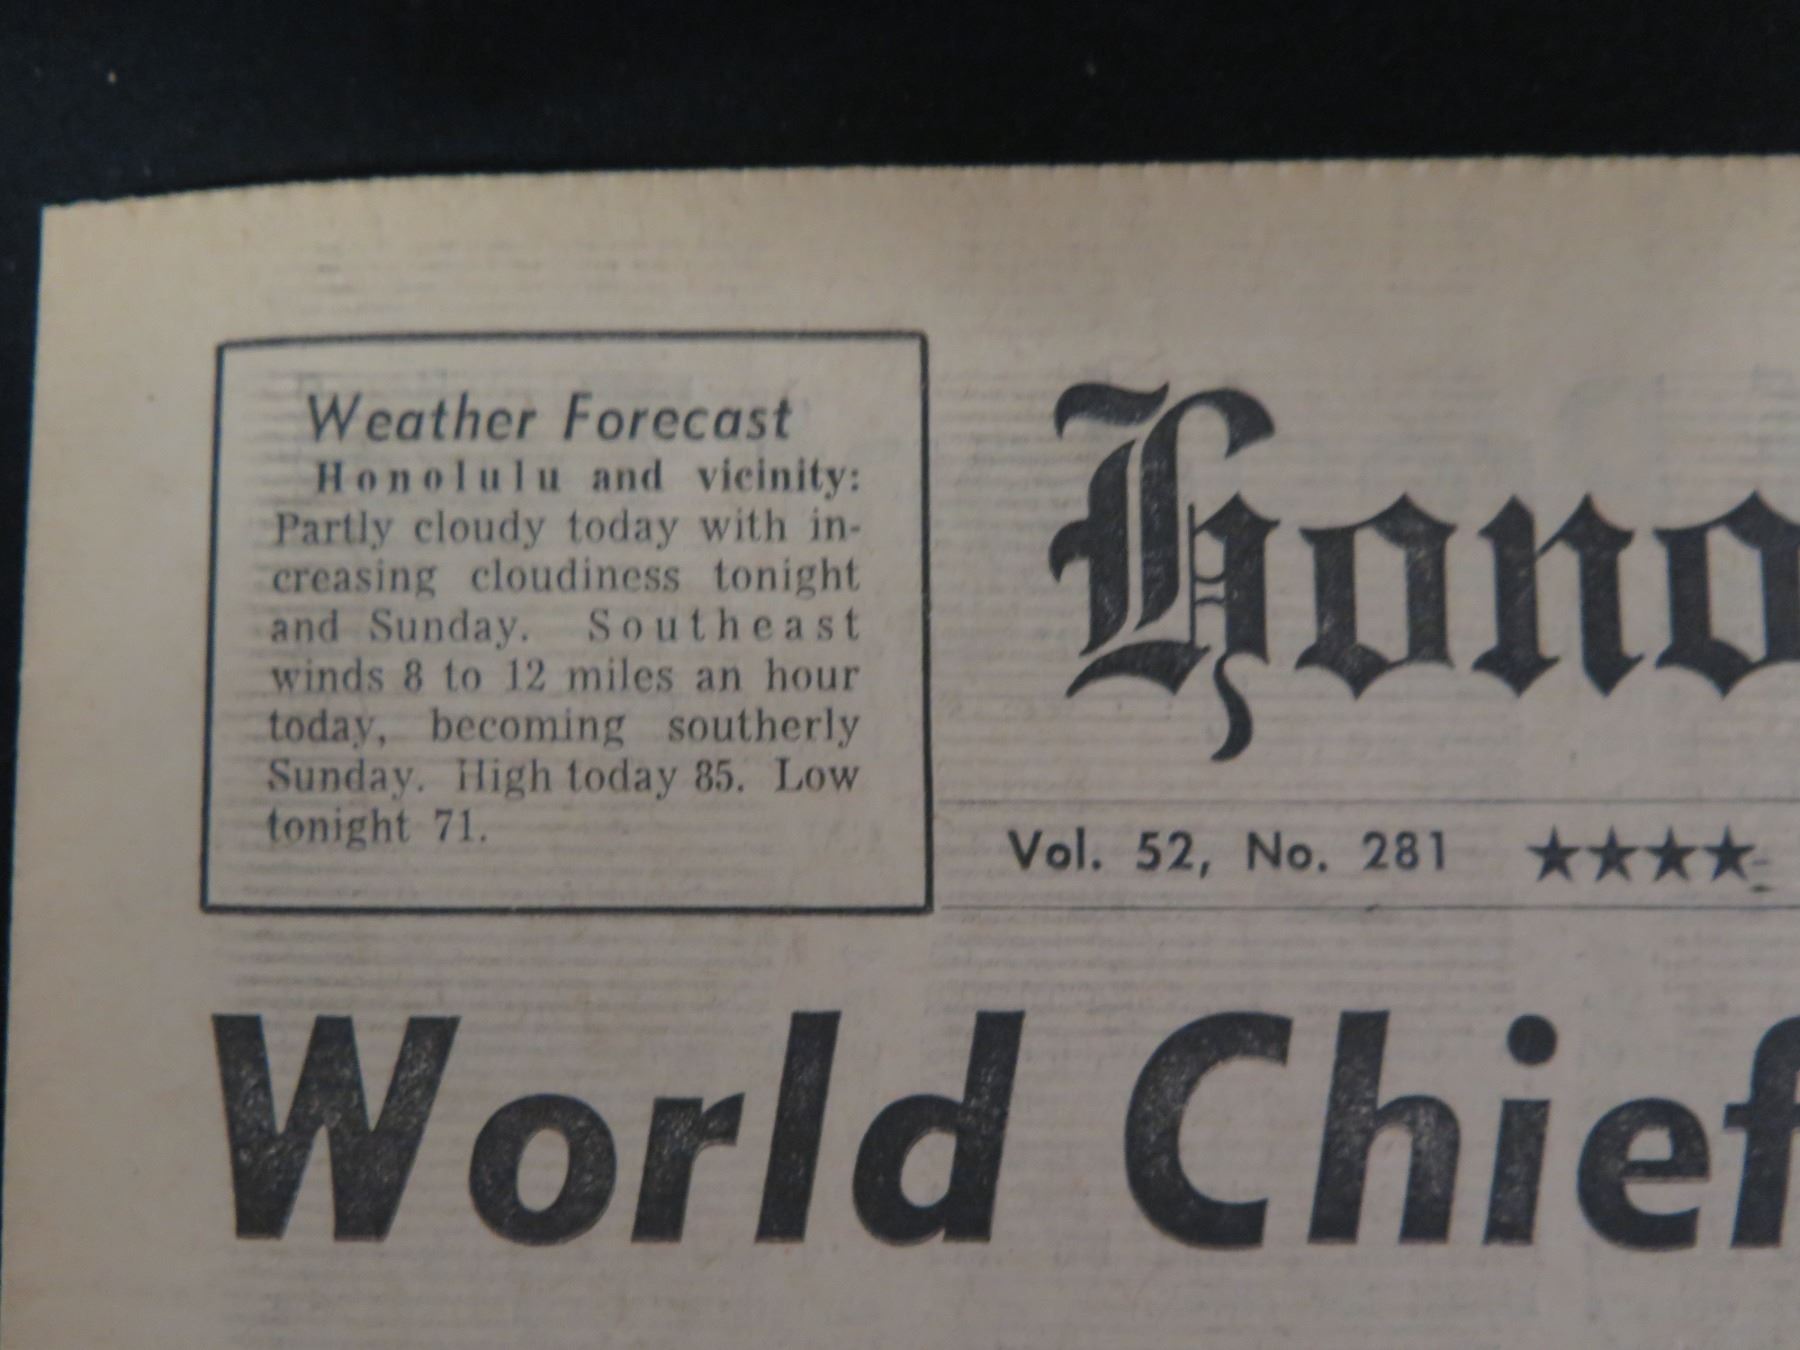 Weather Forecast
Honolulu and vicinity:
Partly cloudy today with in-
creasing cloudiness tonight
and Sunday. Southeast
winds 8 to 12 miles an hour
today, becoming southerly
Sunday. High today 85. Low
tonight 71.
Hono
Vol. 52, No. 281 ★★★★
World Chief